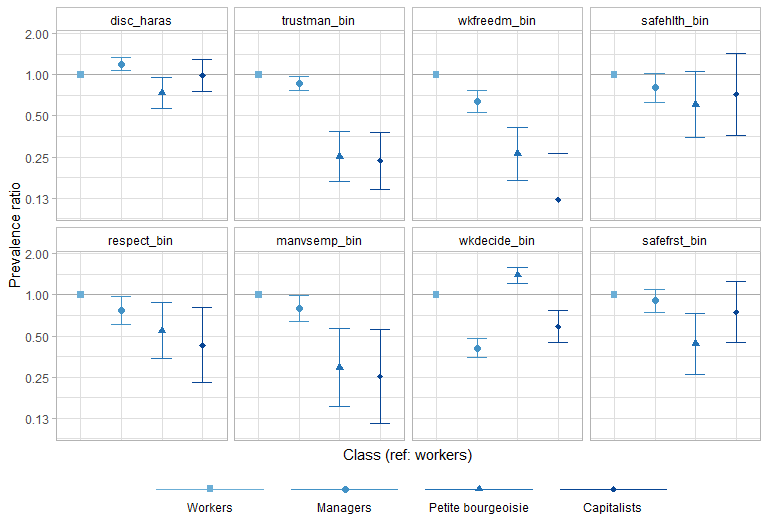 disc_haras trustman_bin wkfreedm_bin safehlth_bin
2.00
1.00
0.50
0.25
0.13
Prevalence ratio
respect_bin manvsemp_bin wkdecide_bin safefrst_bin
2.00
1.00
0.50
0.25
0.13
Class (ref: workers)
Workers Managers Petite bourgeoisie Capitalists